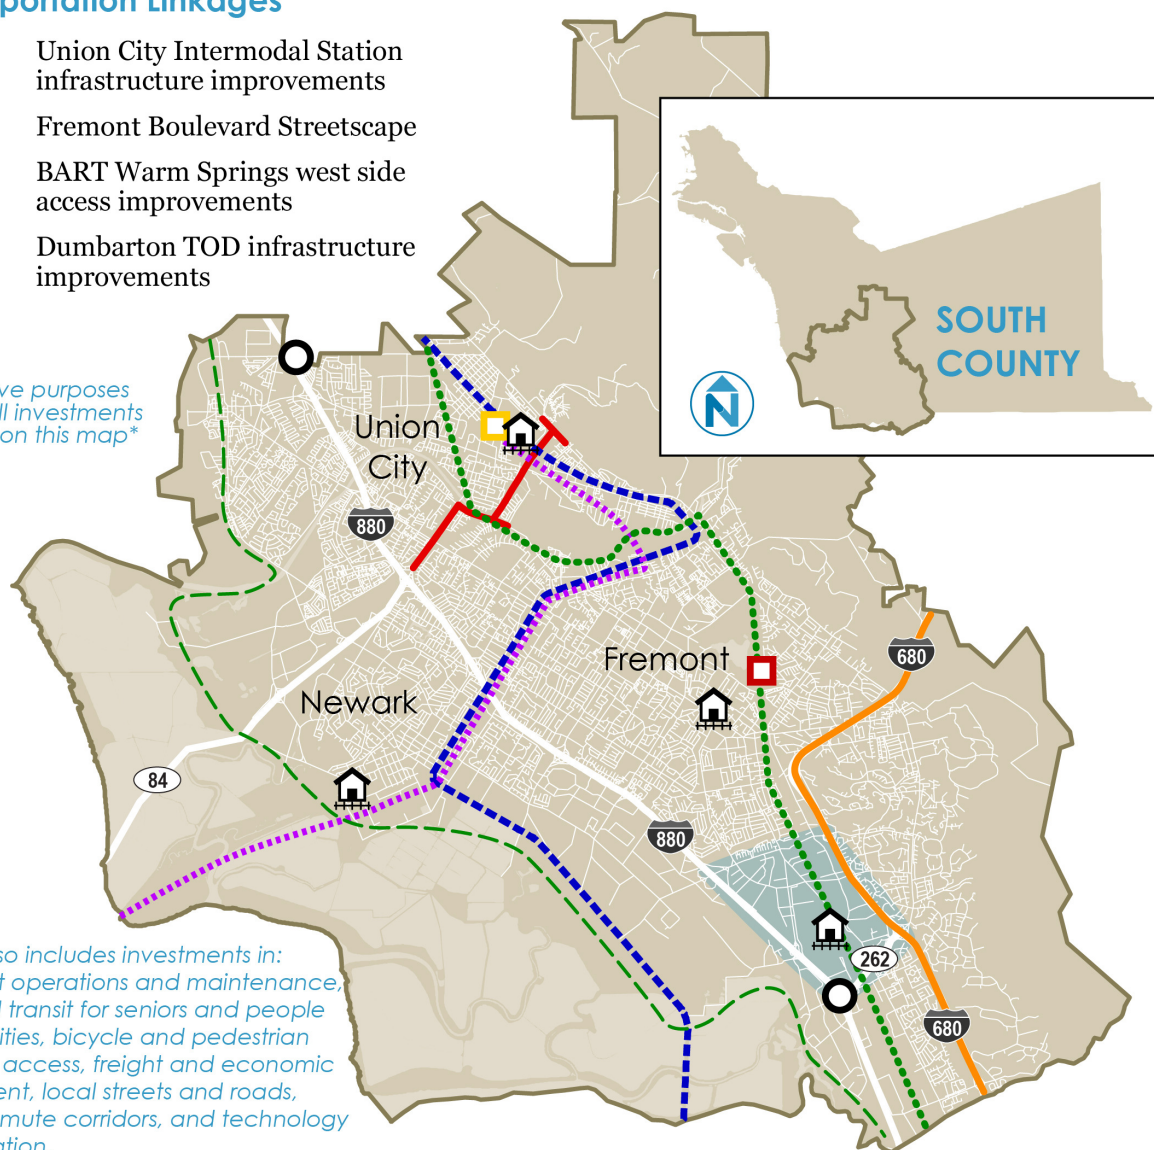 portation Linkages
Union City Intermodal Station
infrastructure improvements
Fremont Boulevard Streetscape
BART Warm Springs west side
access improvements
Dumbarton TOD infrastructure
improvements
SOUTH
COUNTY
N
ve purposes
ll investments
on this map*
Union
City
880
Fremont
680
Newark
84
880
262
680
so includes investments in:
t operations and maintenance,
l transit for seniors and people
ities, bicycle and pedestrian
access, freight and economic
ent, local streets and roads,
mute corridors, and technology
ation